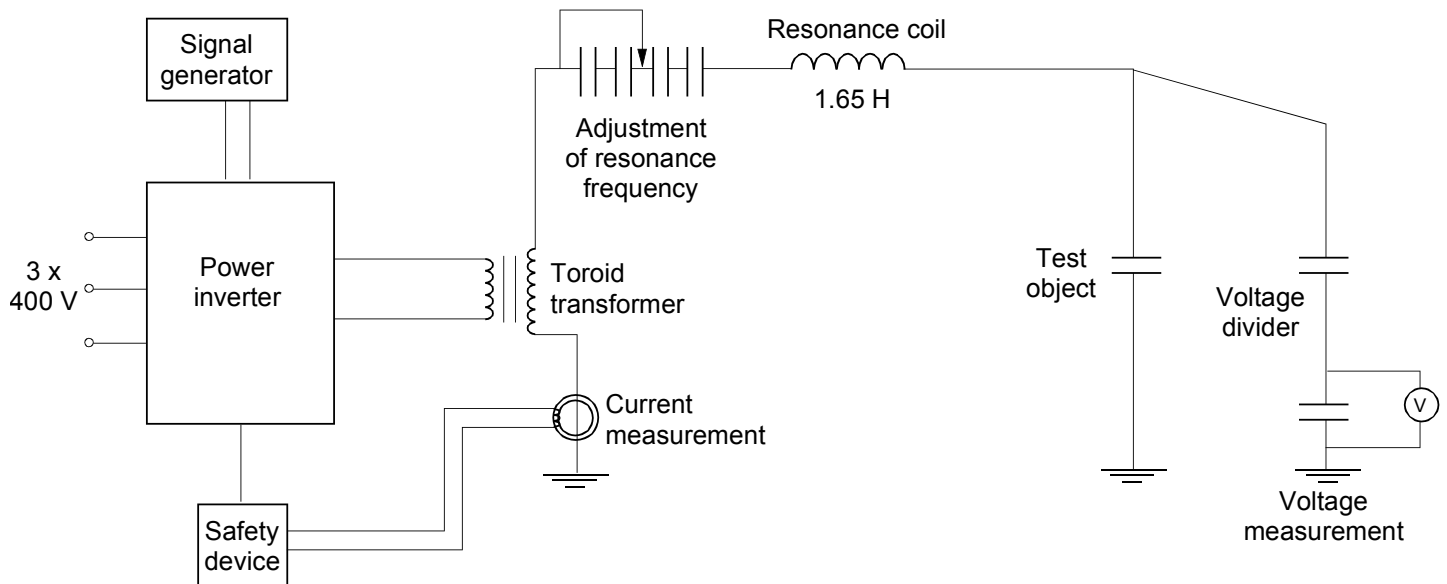 Signal
generator
Resonance coil
1.65 H
Adjustment
of resonance
frequency
3 x
400 V
Power
inverter
Toroid
transformer
Test
object
Voltage
divider
V
Current
measurement
Voltage
measurement
Safety
device